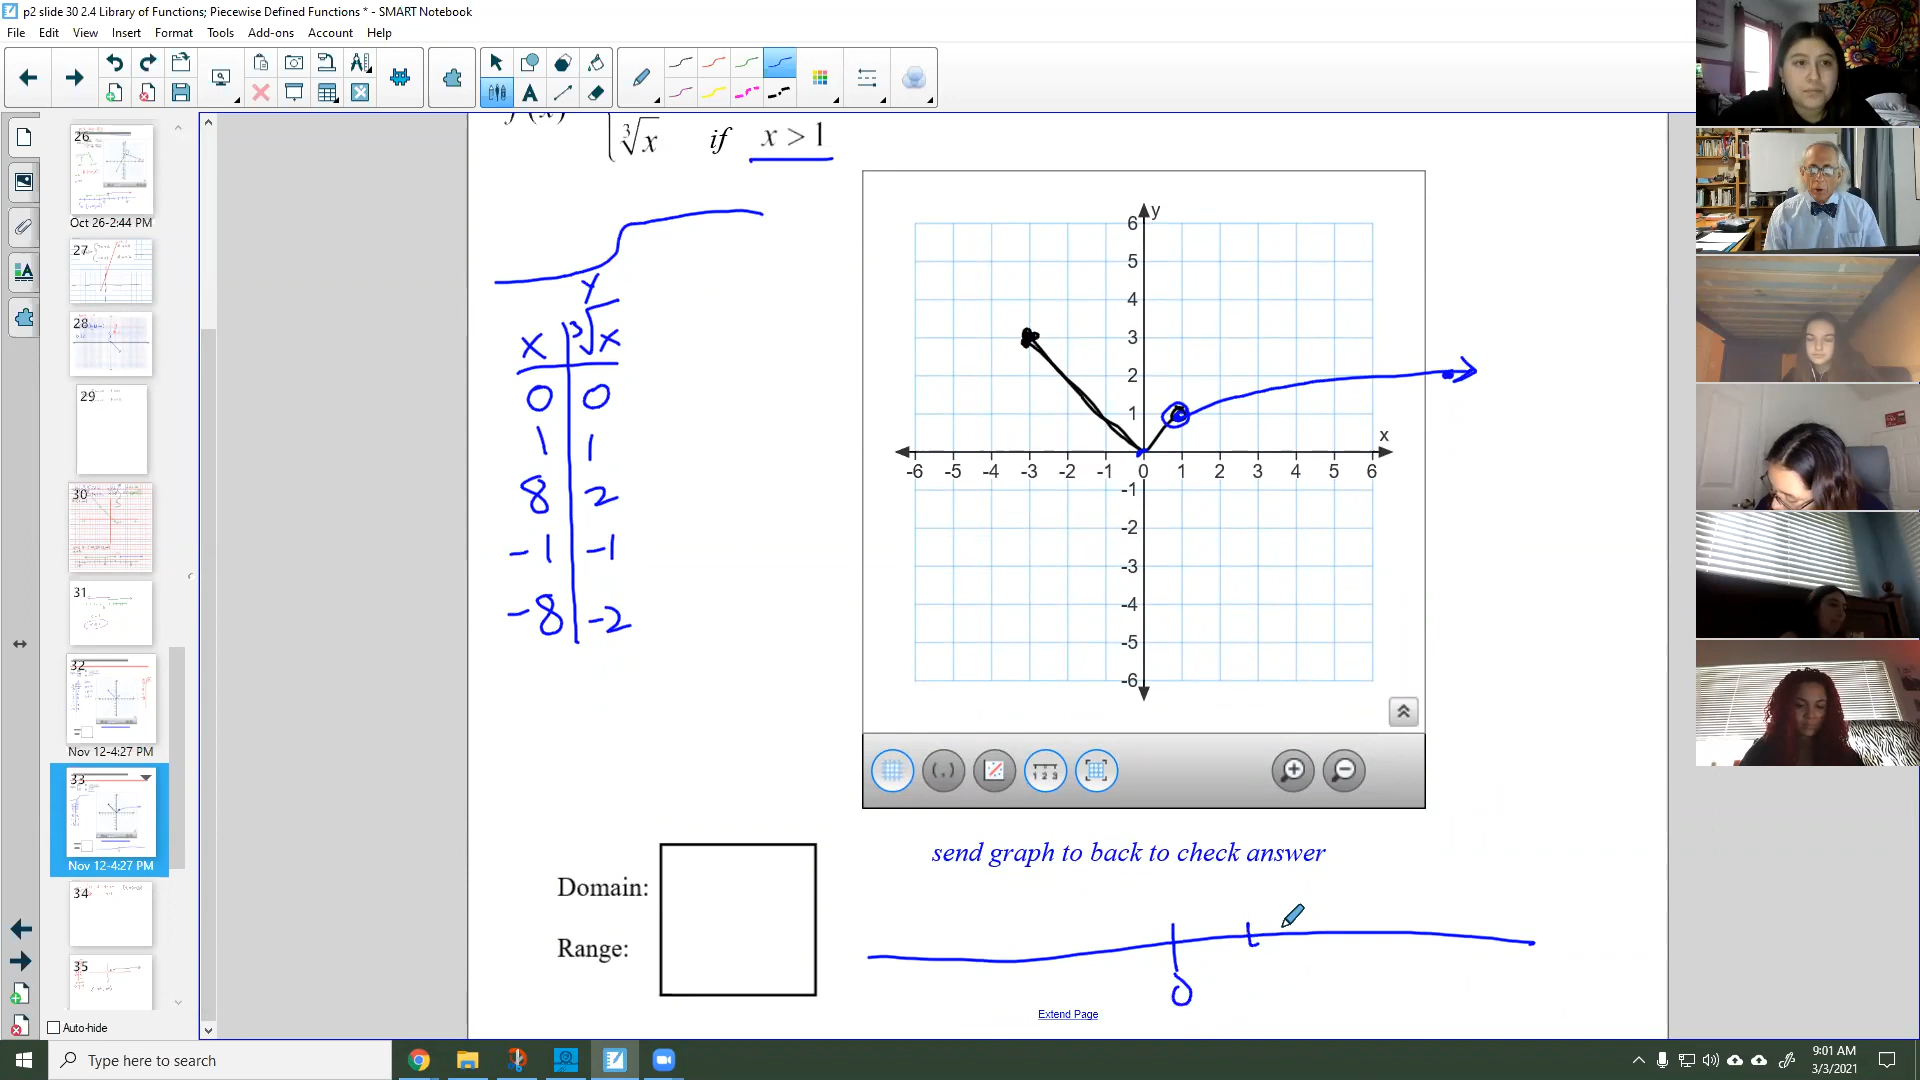 p2 slide 30 2.4 Library of Functions; Piecewise Defined Functions * - SMART Notebook
File Edit View Insert Format Tools Add-ons Account Help
26
Oct 26-2:44 PM
27
28
29
30
31
32
Nov 12-4:27 PM
33
Nov 12-4:27 PM
34
35
Auto-hide
∛x if x > 1
y
x ∛x
0 0
1 1
8 2
-1 -1
-8 -2
y
6
5
4
3
2
1
x
-6 -5 -4 -3 -2 -1 0 1 2 3 4 5 6
-1
-2
-3
-4
-5
-6
1 2 3
send graph to back to check answer
Domain:
Range:
0
Extend Page
Type here to search
9:01 AM
3/3/2021